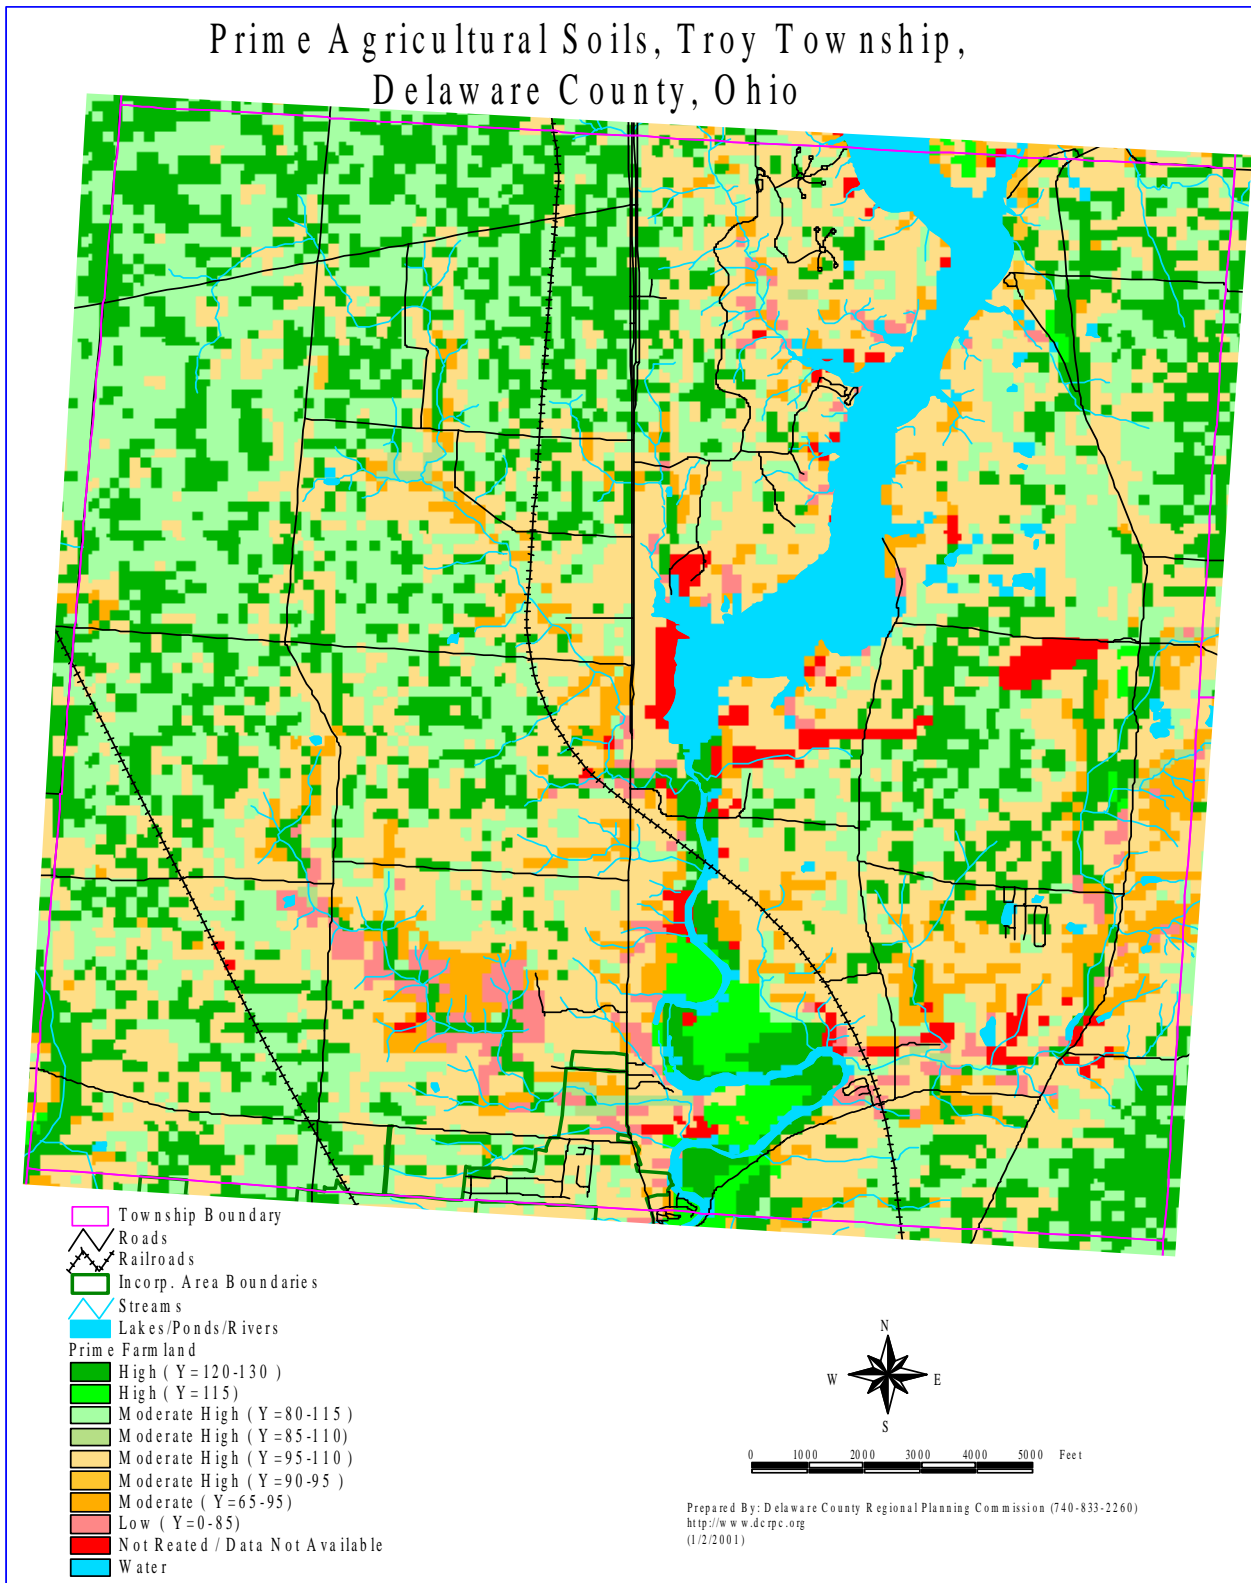 Prime Agricultural Soils, Troy Township,
Delaware County, Ohio
Township Boundary
Roads
Railroads
Incorp. Area Boundaries
Streams
Lakes/Ponds/Rivers
Prime Farmland
High (Y=120-130)
High (Y=115)
Moderate High (Y=80-115)
Moderate High (Y=85-110)
Moderate High (Y=95-110)
Moderate High (Y=90-95)
Moderate (Y=65-95)
Low (Y=0-85)
Not Reated / Data Not Available
Water
N
W E
S
0 1000 2000 3000 4000 5000 Feet
Prepared By: Delaware County Regional Planning Commission (740-833-2260)
http://www.dcrpc.org
(1/2/2001)